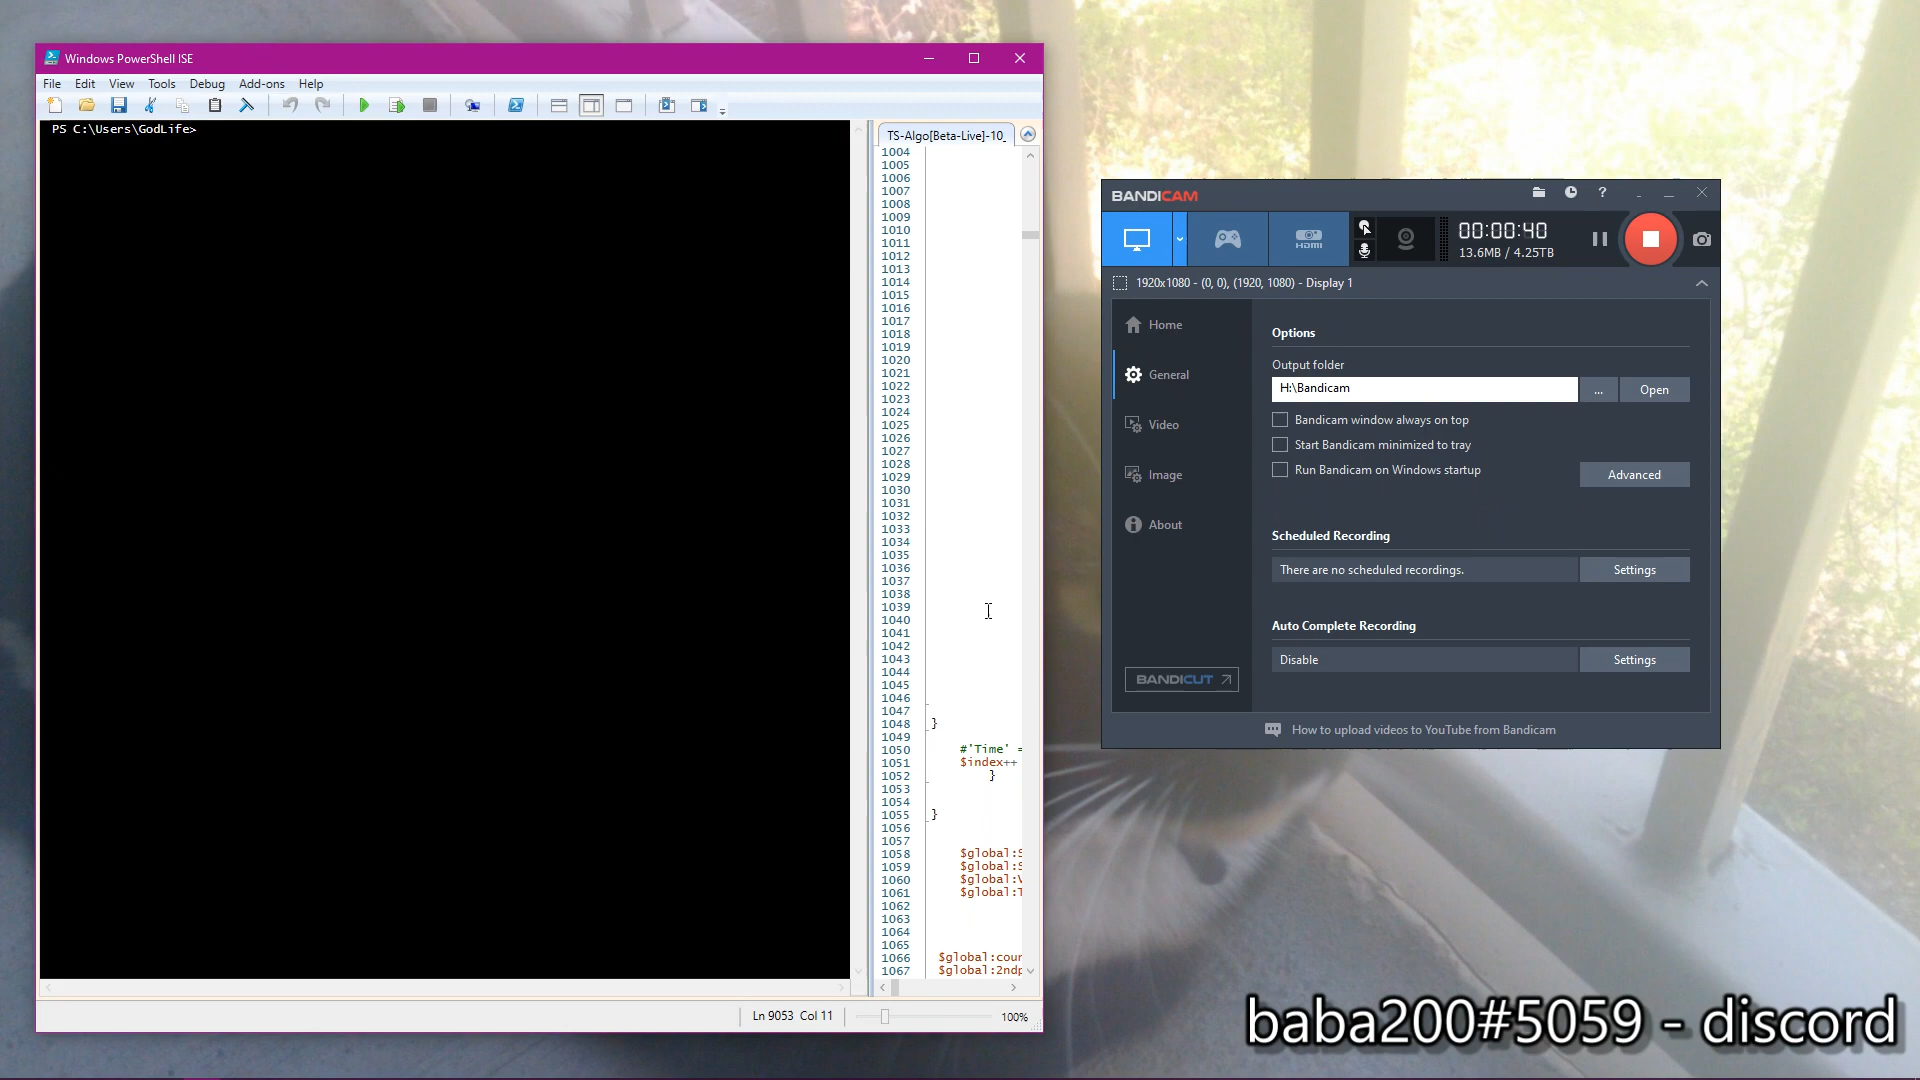 Windows PowerShell ISE
File Edit View Tools Debug Add-ons Help
PS C:\Users\GodLife>
TS-Algo[Beta-Live]-10_
1004
1005
1006
1007
1008
1009
1010
1011
1012
1013
1014
1015
1016
1017
1018
1019
1020
1021
1022
1023
1024
1025
1026
1027
1028
1029
1030
1031
1032
1033
1034
1035
1036
1037
1038
1039
1040
1041
1042
1043
1044
1045
1046
1047
1048 }
1049
1050 #'Time' =
1051 $index++
1052 }
1053
1054
1055 }
1056
1057
1058 $global:S
1059 $global:S
1060 $global:V
1061 $global:T
1062
1063
1064
1065
1066 $global:cour
1067 $global:2ndp
Ln 9053 Col 11
100%
BANDICAM
HDMI
00:00:40
13.6MB / 4.25TB
1920x1080 - (0, 0), (1920, 1080) - Display 1
Home
General
Video
Image
About
BANDICUT
Options
Output folder
H:\Bandicam
... Open
Bandicam window always on top
Start Bandicam minimized to tray
Run Bandicam on Windows startup
Advanced
Scheduled Recording
There are no scheduled recordings. Settings
Auto Complete Recording
Disable Settings
How to upload videos to YouTube from Bandicam
baba200#5059 - discord